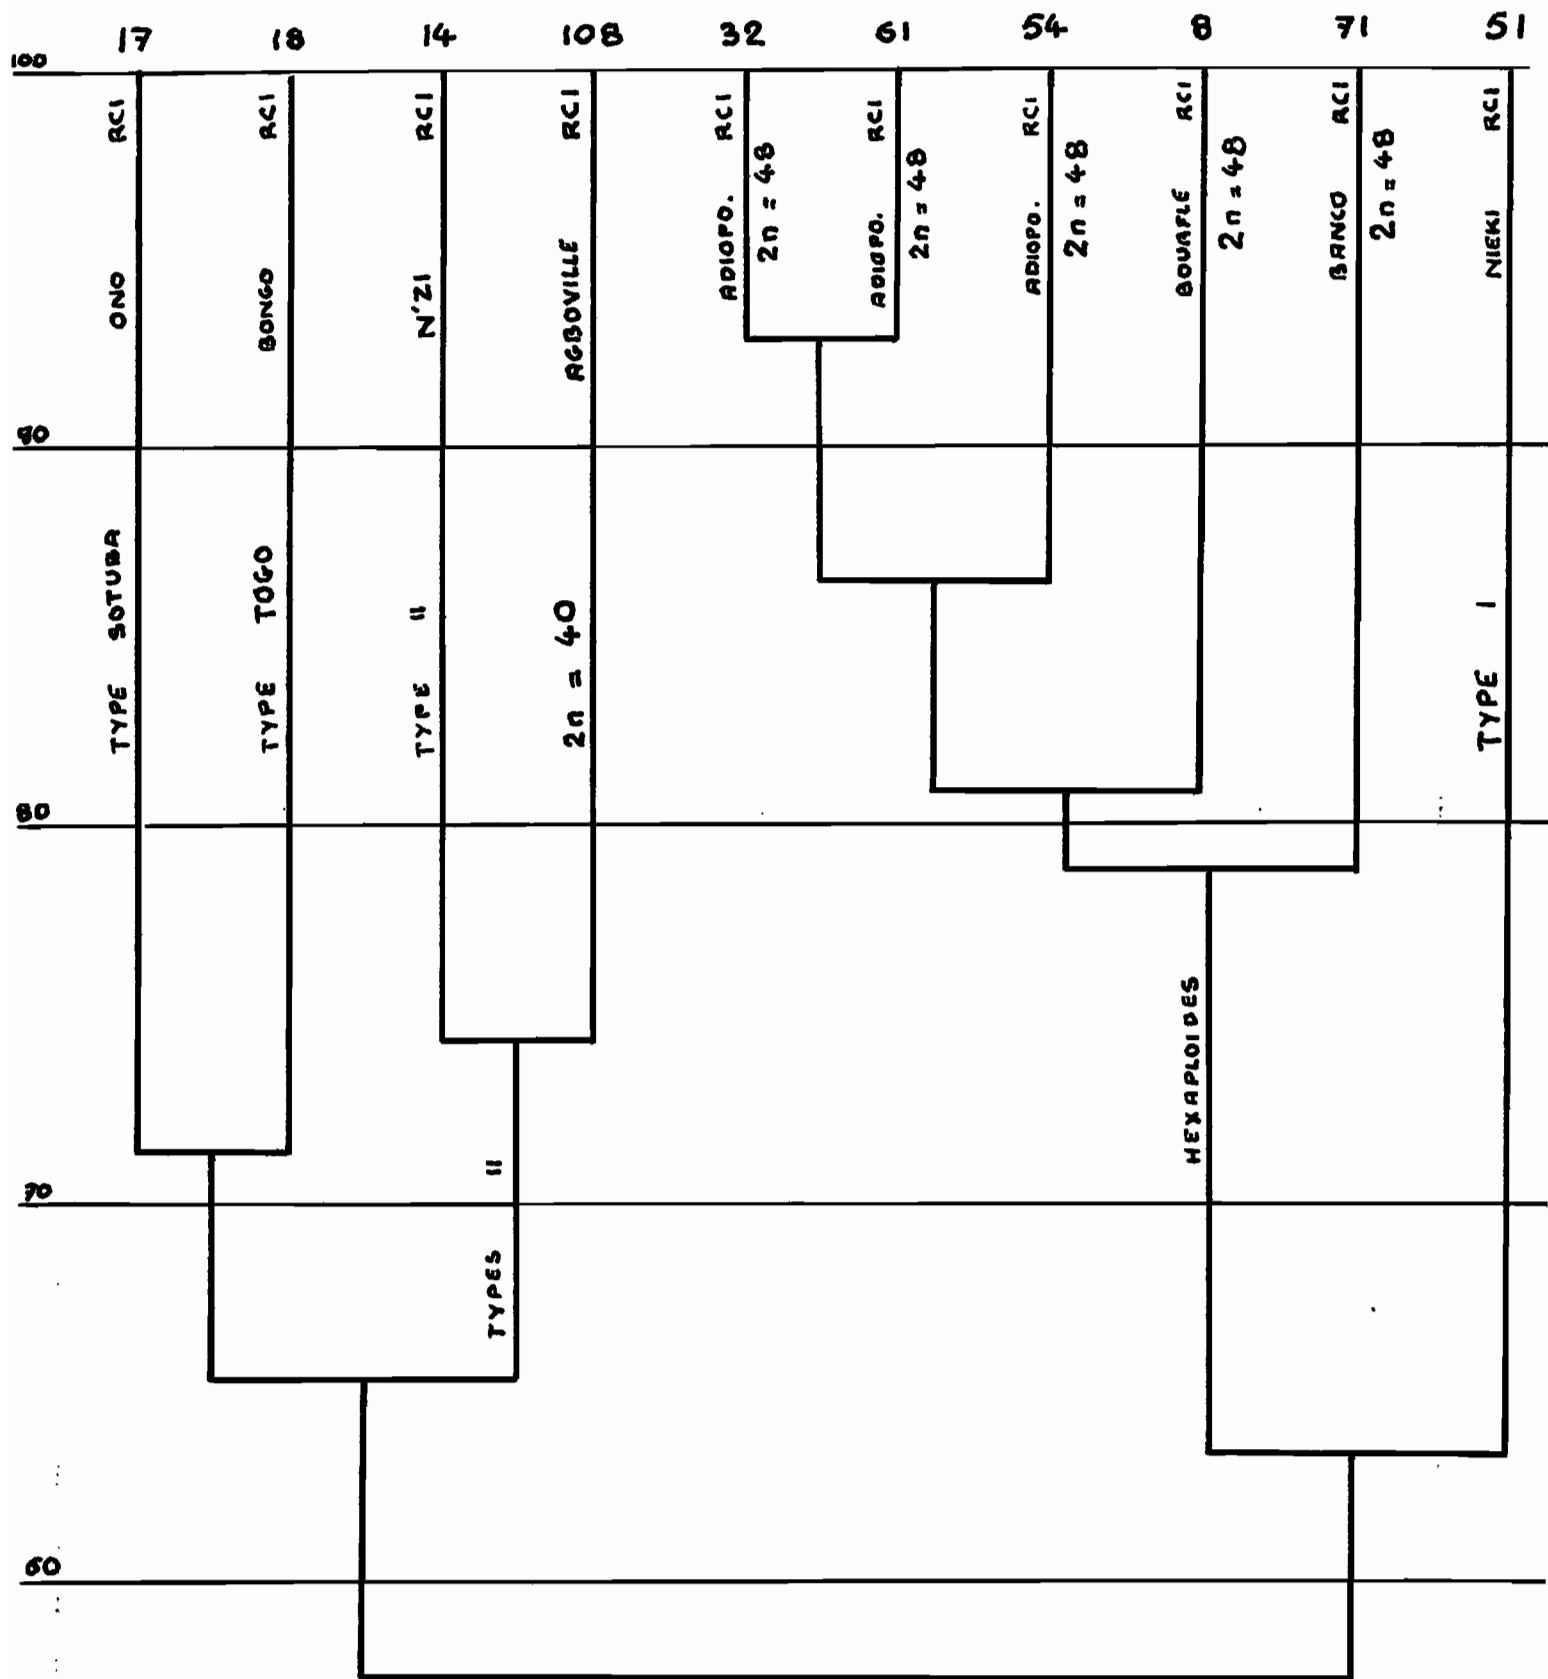 17 18 14 108 32 61 54 8 71 51
100
ONO RCI
BONGO RCI
N'ZI RCI
AGBOVILLE RCI
ADIOPO. RCI
2n = 48
ADIOPO. RCI
2n = 48
ADIOPO. RCI
2n = 48
BOUAFLE RCI
2n = 48
BANCO RCI
2n = 48
NIEKI RCI
90
TYPE SOTUBA
TYPE TOGO
TYPE II
2n = 40
TYPE I
80
HEXAPLOIDES
70
TYPES II
60